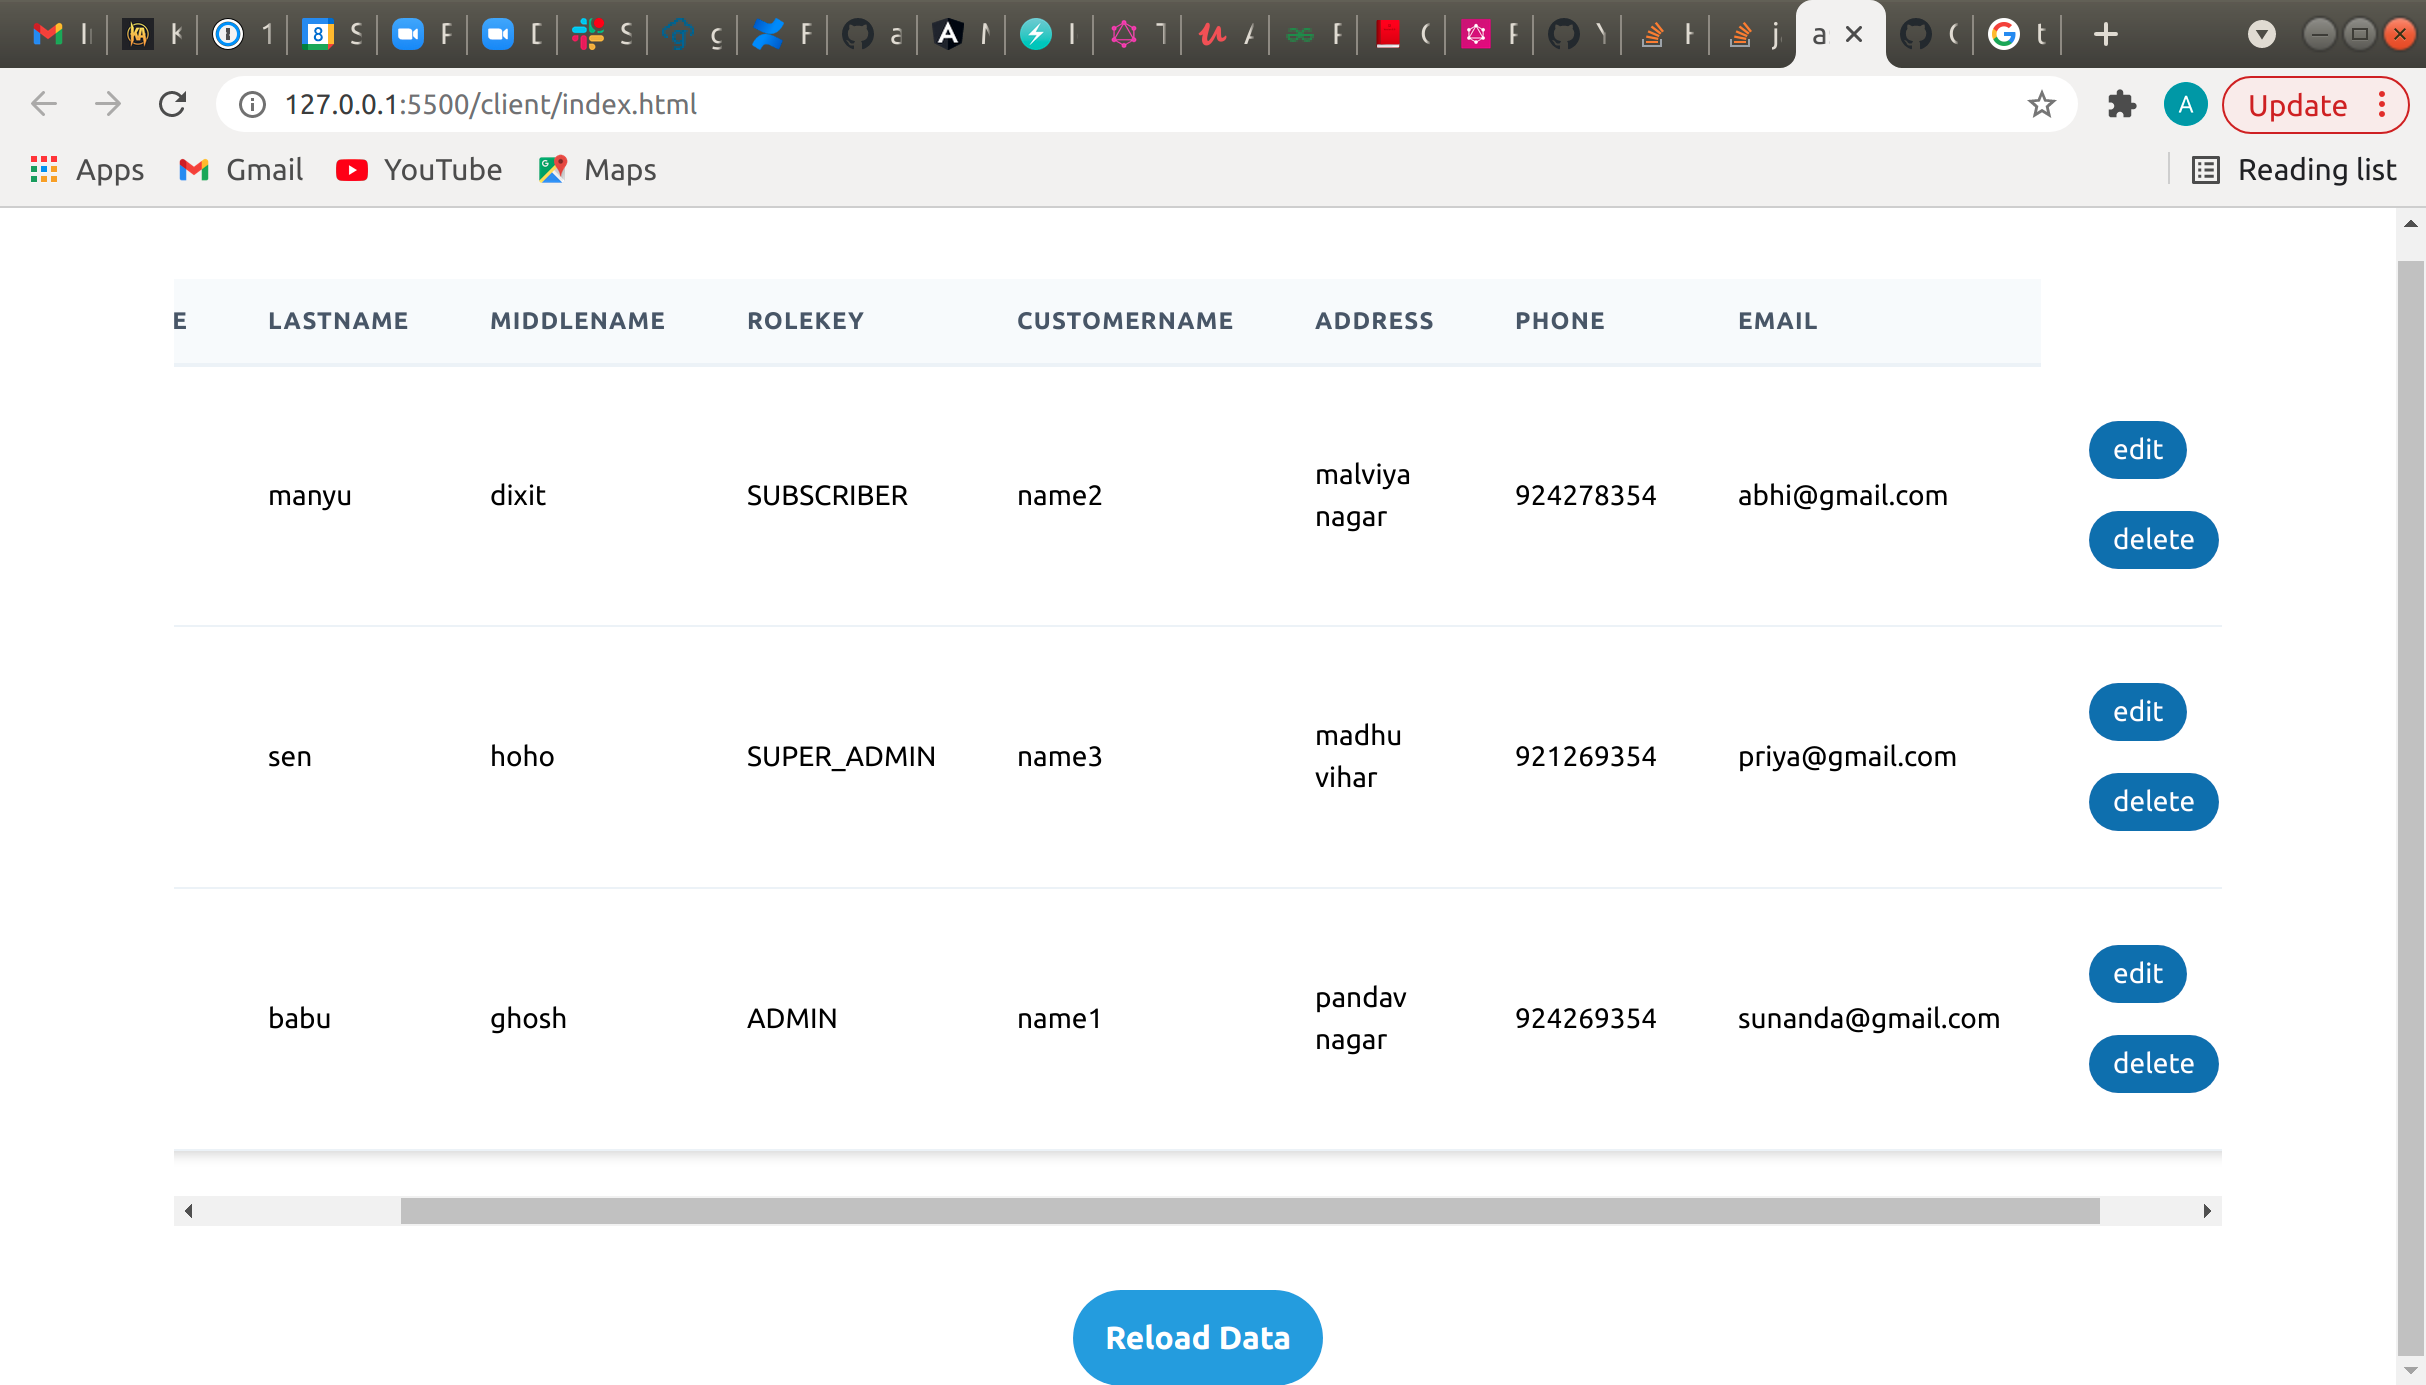 127.0.0.1:5500/client/index.html
Update
Apps Gmail YouTube Maps Reading list
E LASTNAME MIDDLENAME ROLEKEY CUSTOMERNAME ADDRESS PHONE EMAIL
manyu dixit SUBSCRIBER name2 malviya nagar 924278354 abhi@gmail.com edit
delete
sen hoho SUPER_ADMIN name3 madhu vihar 921269354 priya@gmail.com edit
delete
babu ghosh ADMIN name1 pandav nagar 924269354 sunanda@gmail.com edit
delete
Reload Data